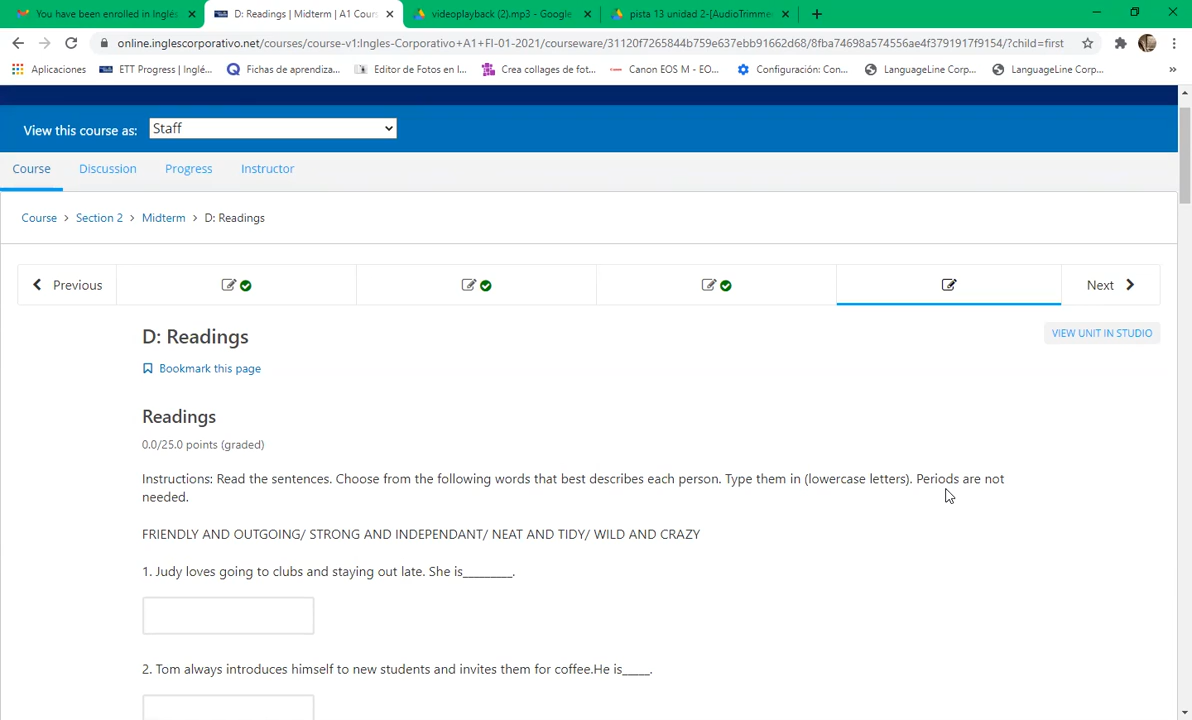 You have been enrolled in Inglés
D: Readings | Midterm | A1 Cour
videoplayback (2).mp3 - Google
pista 13 unidad 2-[AudioTrimme
online.inglescorporativo.net/courses/course-v1:Ingles-Corporativo+A1+FI-01-2021/courseware/31120f7265844b759e637ebb91662d68/8fba74698a574556ae4f3791917f9154/?child=first
Aplicaciones
ETT Progress | Inglé...
Fichas de aprendiza...
Editor de Fotos en l...
Crea collages de fot...
Canon EOS M - EO...
Configuración: Con...
LanguageLine Corp...
LanguageLine Corp...
»
View this course as: Staff
Course Discussion Progress Instructor
Course > Section 2 > Midterm > D: Readings
Previous
Next
D: Readings
VIEW UNIT IN STUDIO
Bookmark this page
Readings
0.0/25.0 points (graded)
Instructions: Read the sentences. Choose from the following words that best describes each person. Type them in (lowercase letters). Periods are not
needed.
FRIENDLY AND OUTGOING/ STRONG AND INDEPENDANT/ NEAT AND TIDY/ WILD AND CRAZY
1. Judy loves going to clubs and staying out late. She is_________.
2. Tom always introduces himself to new students and invites them for coffee.He is_____.